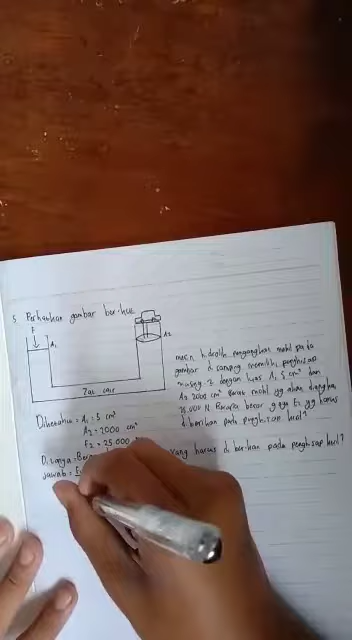 5. Perhatikan gambar berikut
F
A1
A2
Zat cair
mesin hidrolik pengangkat mobil pada
gambar di samping memiliki penghisap
masing 2 dengan luas A1 5 cm² dan
A2 2000 cm² Berat mobil yg akan diangkat
25.000 N. Berapa besar gaya F1 yg harus
di berikan pada penghisap kecil?
Diketahui = A1 = 5 cm²
A2 = 2000 cm²
F2 = 25.000
Ditanya = yang harus di berikan pada penghisap kecil?
Jawab =